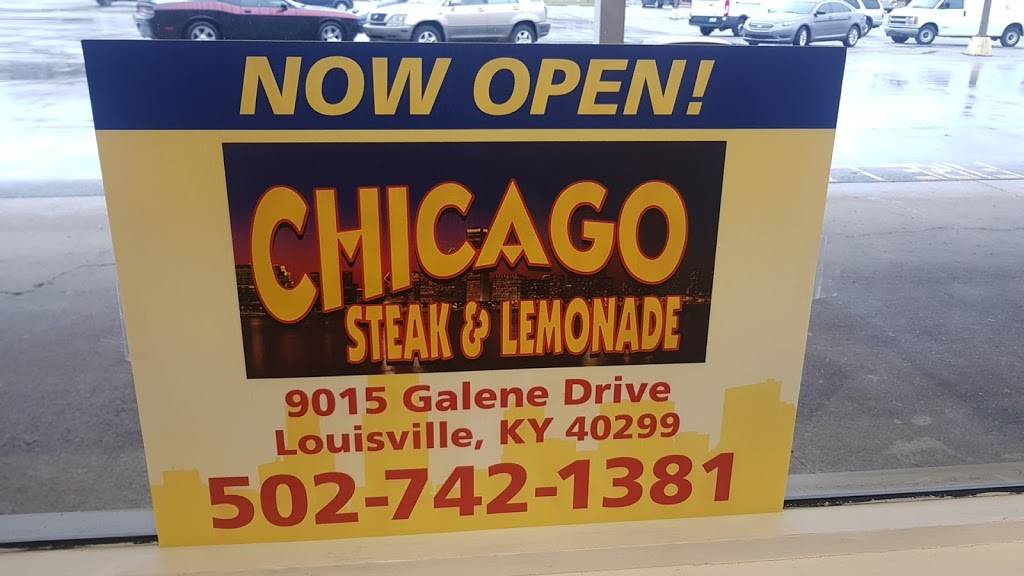 NOW OPEN!
CHICAGO
STEAK & LEMONADE
9015 Galene Drive
Louisville, KY 40299
502-742-1381